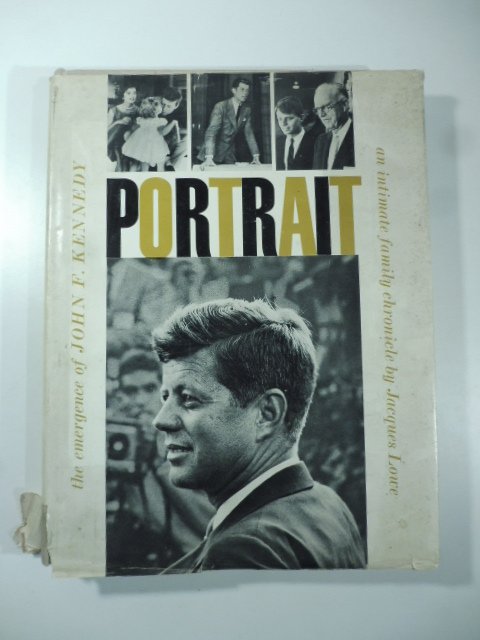 PORTRAIT
the emergence of JOHN F. KENNEDY
an intimate family chronicle by Jacques Lowe